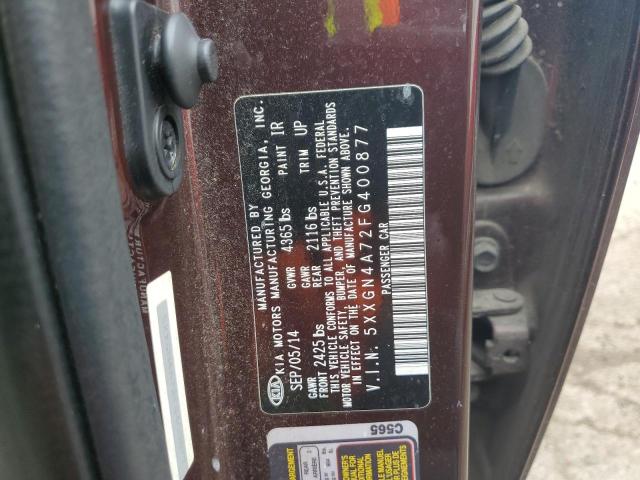 KIA
MANUFACTURED BY
KIA MOTORS MANUFACTURING GEORGIA, INC.
SEP/05/14 GVWR 4365 lbs PAINT IR
GAWR FRON 2425 lbs GAWR REAR 2116 lbs TRIM UP
THIS VEHICLE CONFORMS TO ALL APPLICABLE U.S.A. FEDERAL
MOTOR VEHICLE SAFETY, BUMPER, AND THEFT PREVENTION STANDARDS
IN EFFECT ON THE DATE OF MANUFACTURE SHOWN ABOVE.
V.I.N: 5XXGN4A72FG400877
PASSENGER CAR
C565